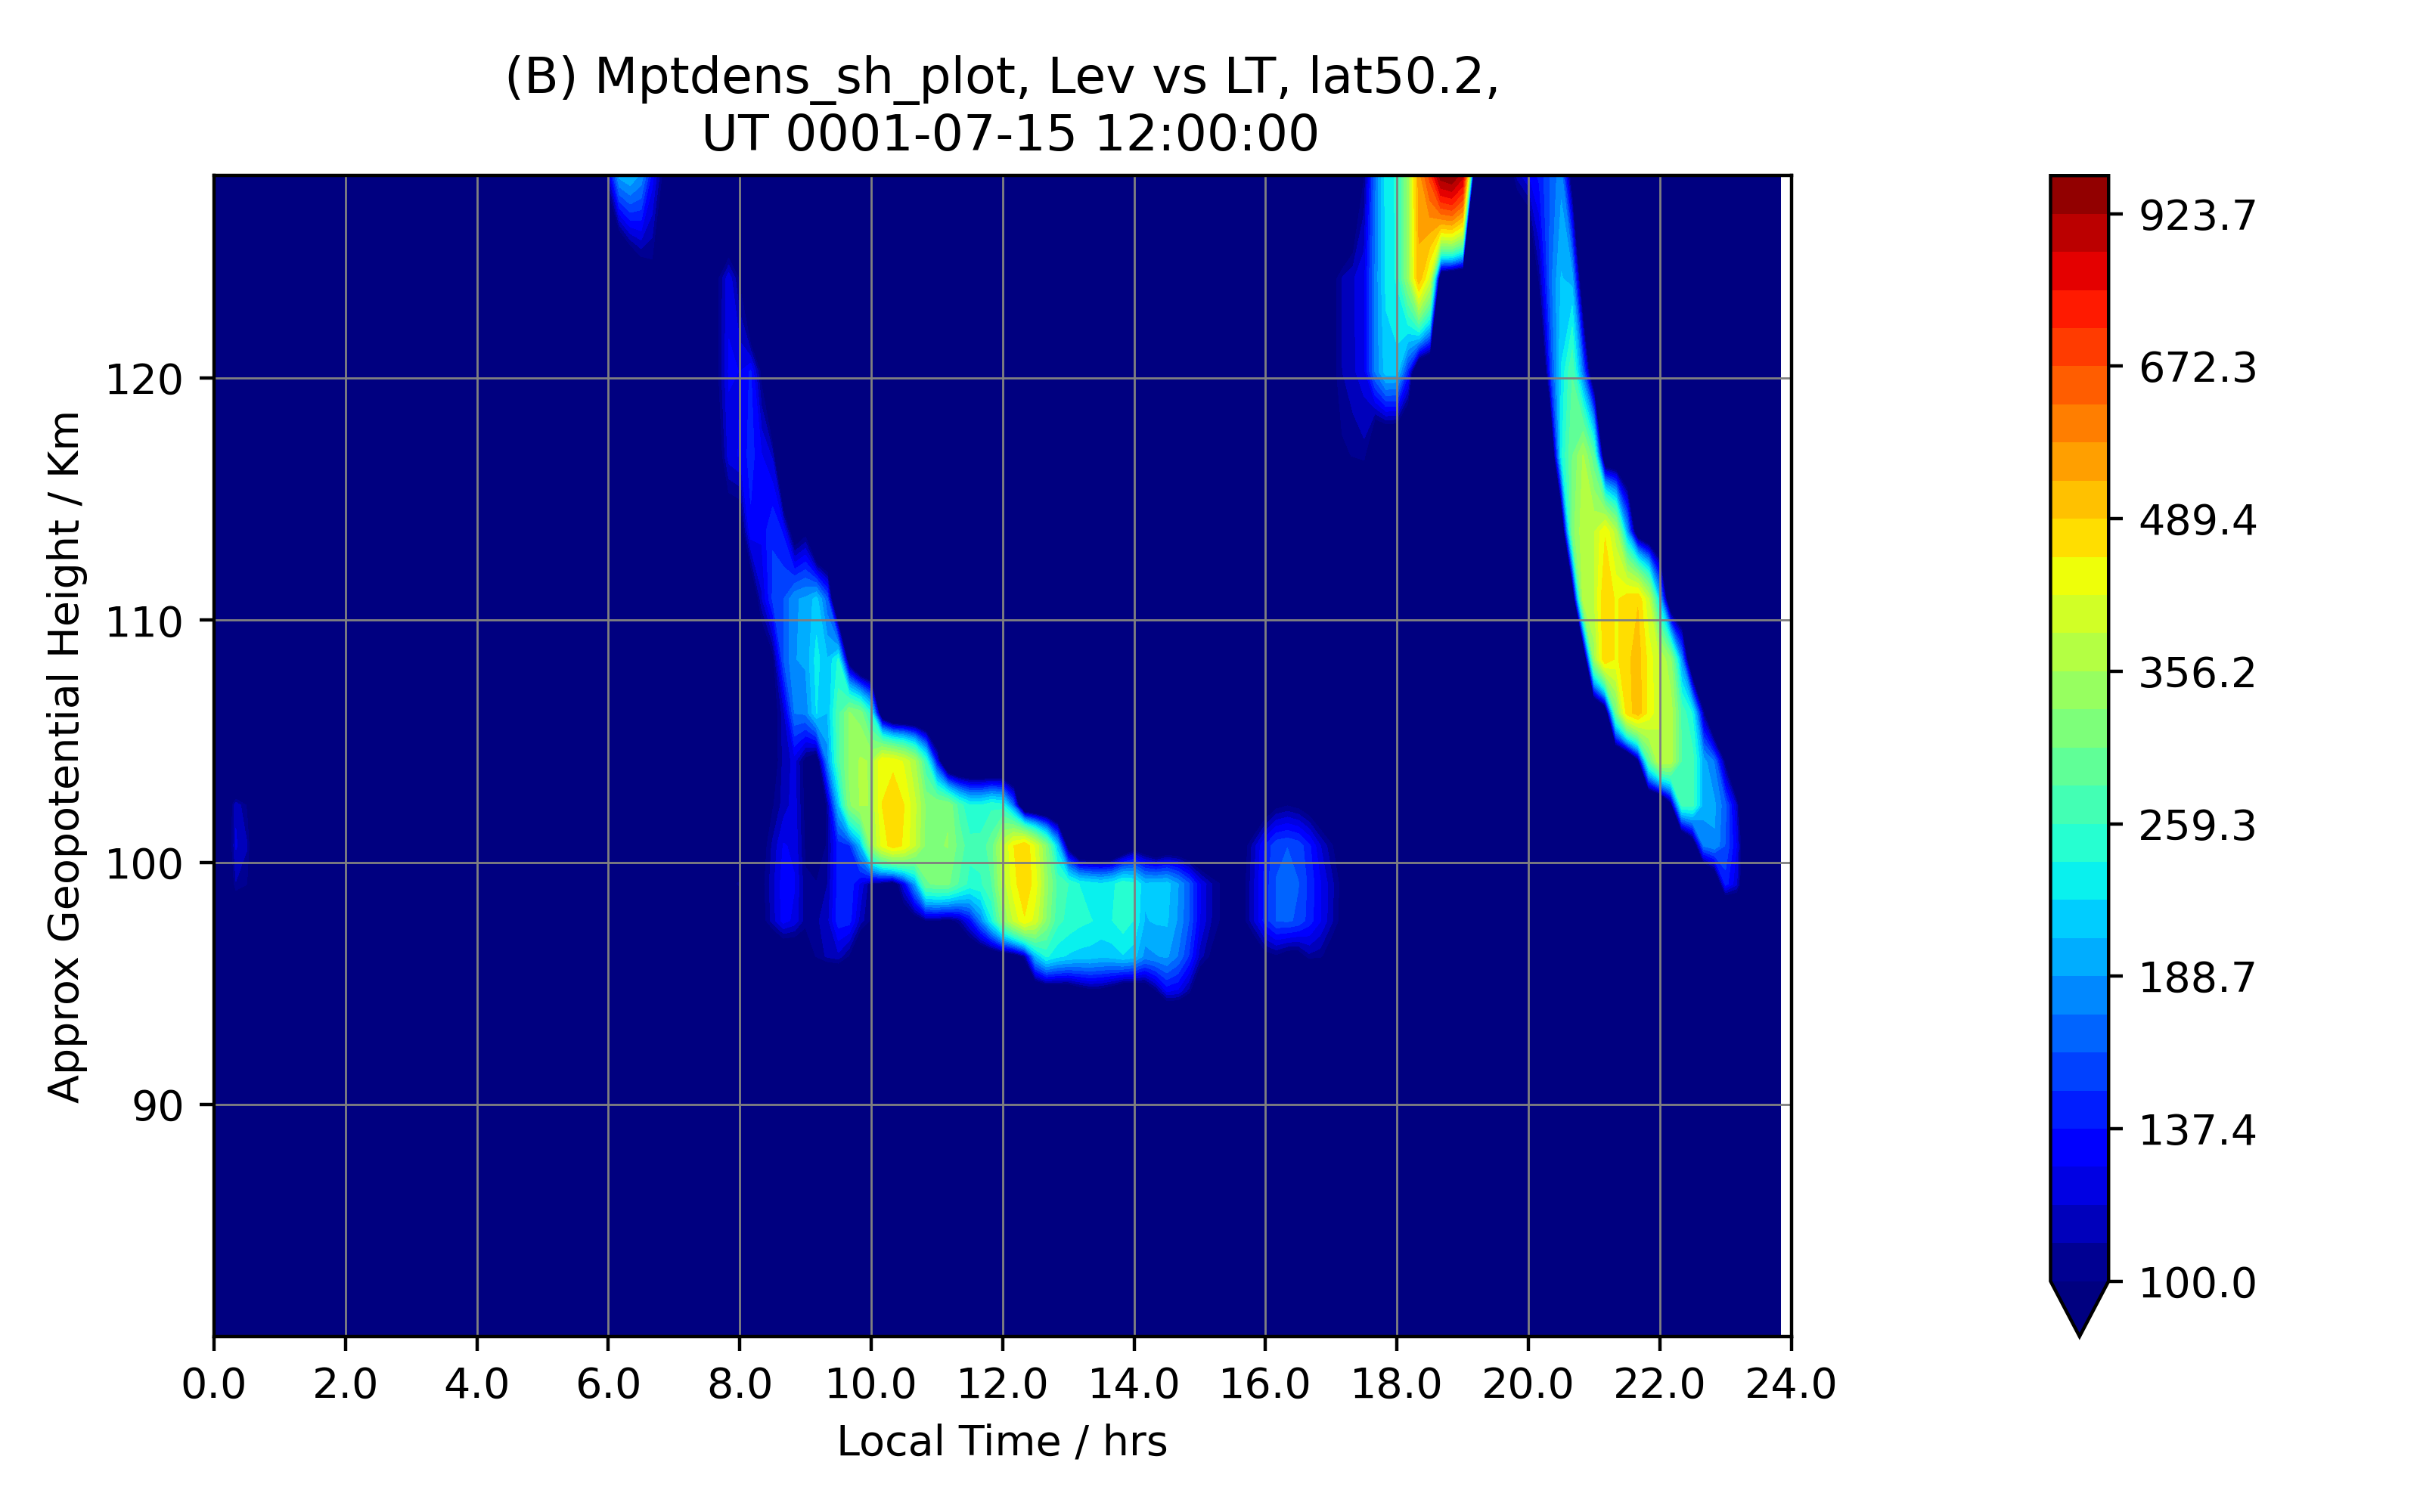 (B) Mptdens_sh_plot, Lev vs LT, lat50.2,
UT 0001-07-15 12:00:00
Approx Geopotential Height / Km
120
110
100
90
0.0 2.0 4.0 6.0 8.0 10.0 12.0 14.0 16.0 18.0 20.0 22.0 24.0
Local Time / hrs
923.7
672.3
489.4
356.2
259.3
188.7
137.4
100.0